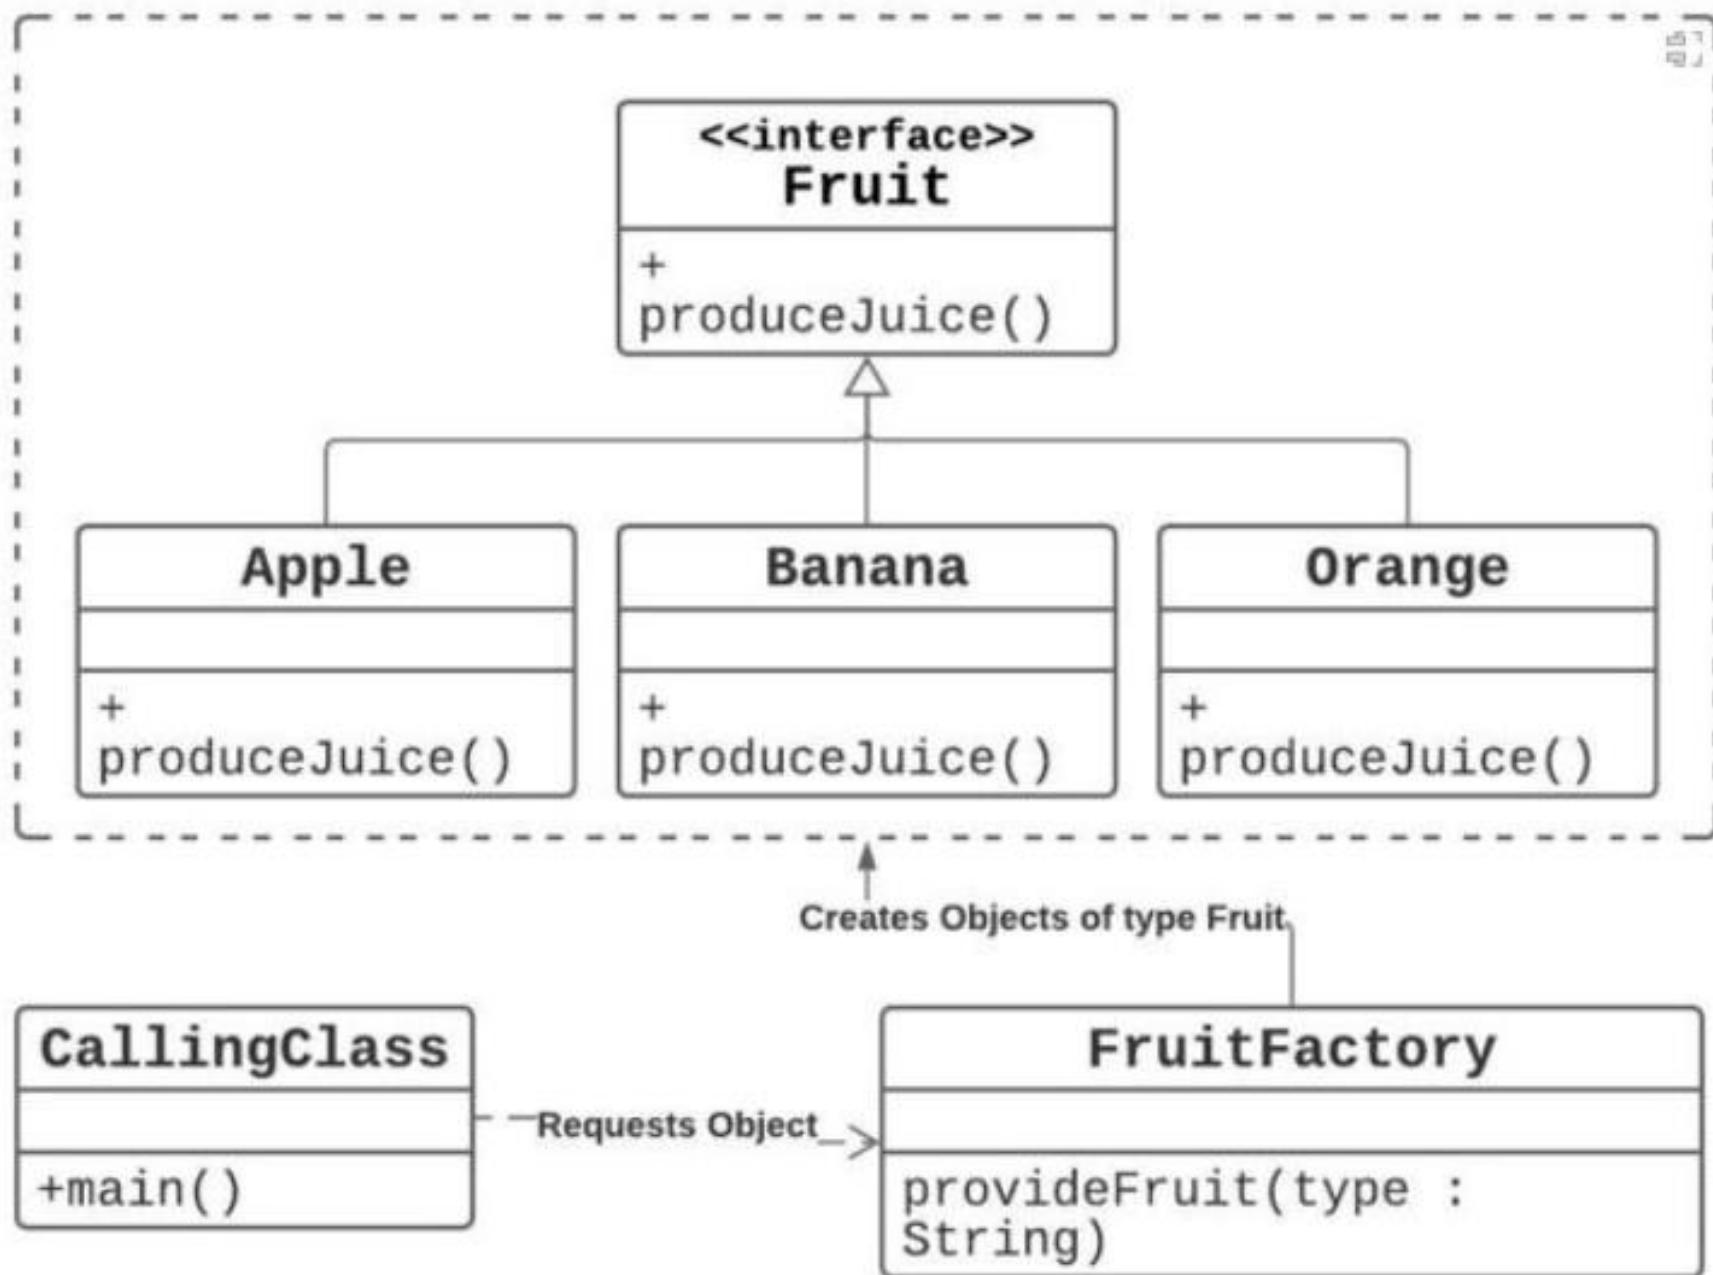 <<interface>>
Fruit
+
produceJuice()
Apple
+
produceJuice()
Banana
+
produceJuice()
Orange
+
produceJuice()
Creates Objects of type Fruit
CallingClass
+main()
Requests Object
FruitFactory
provideFruit(type :
String)